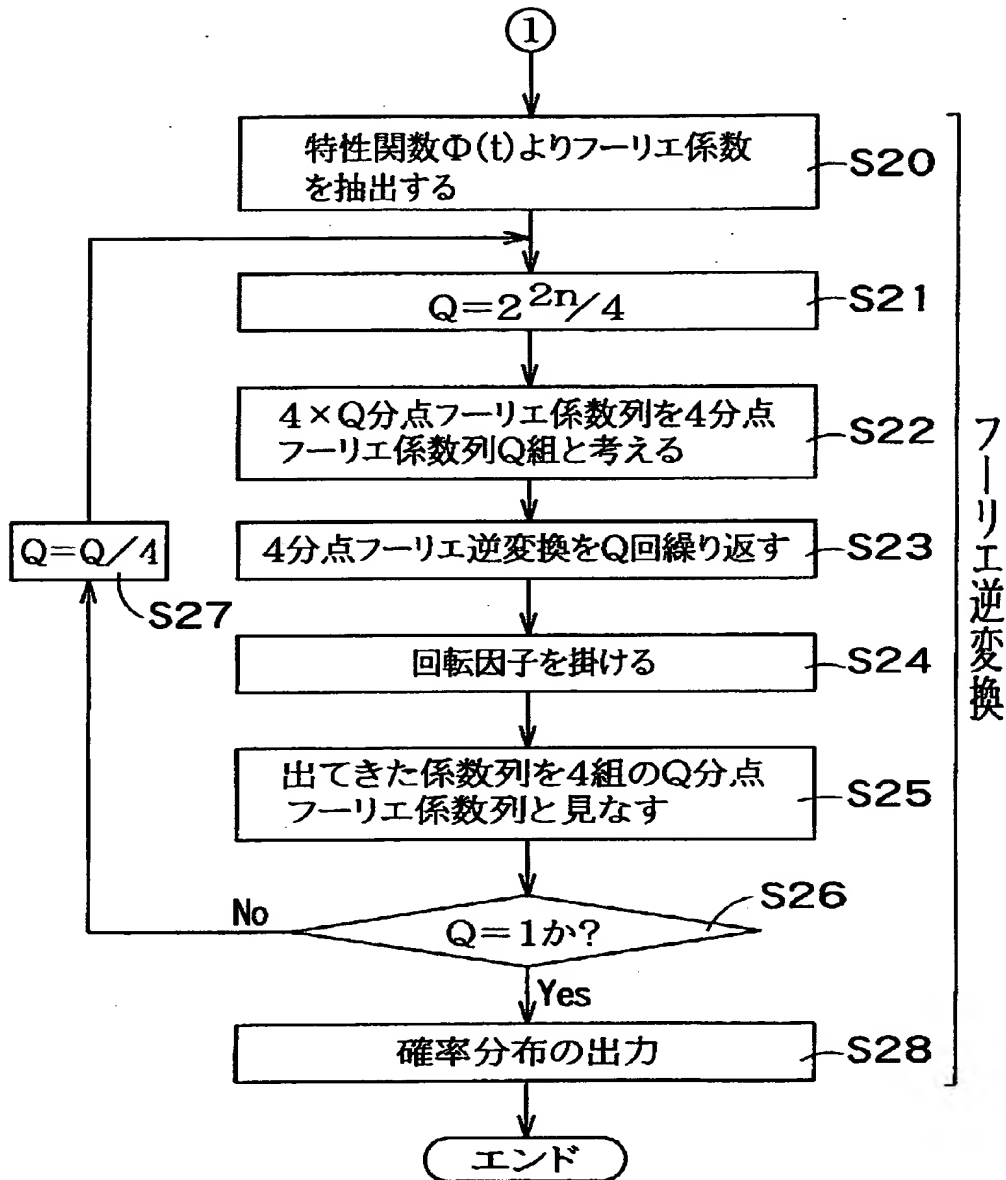 1
特性関数Φ(t)よりフーリエ係数
を抽出する
S20
Q=2^2n/4
S21
4×Q分点フーリエ係数列を4分点
フーリエ係数列Q組と考える
S22
4分点フーリエ逆変換をQ回繰り返す
S23
Q=Q/4
S27
回転因子を掛ける
S24
出てきた係数列を4組のQ分点
フーリエ係数列と見なす
S25
Q=1か?
S26
No
Yes
確率分布の出力
S28
エンド
フーリエ逆変換